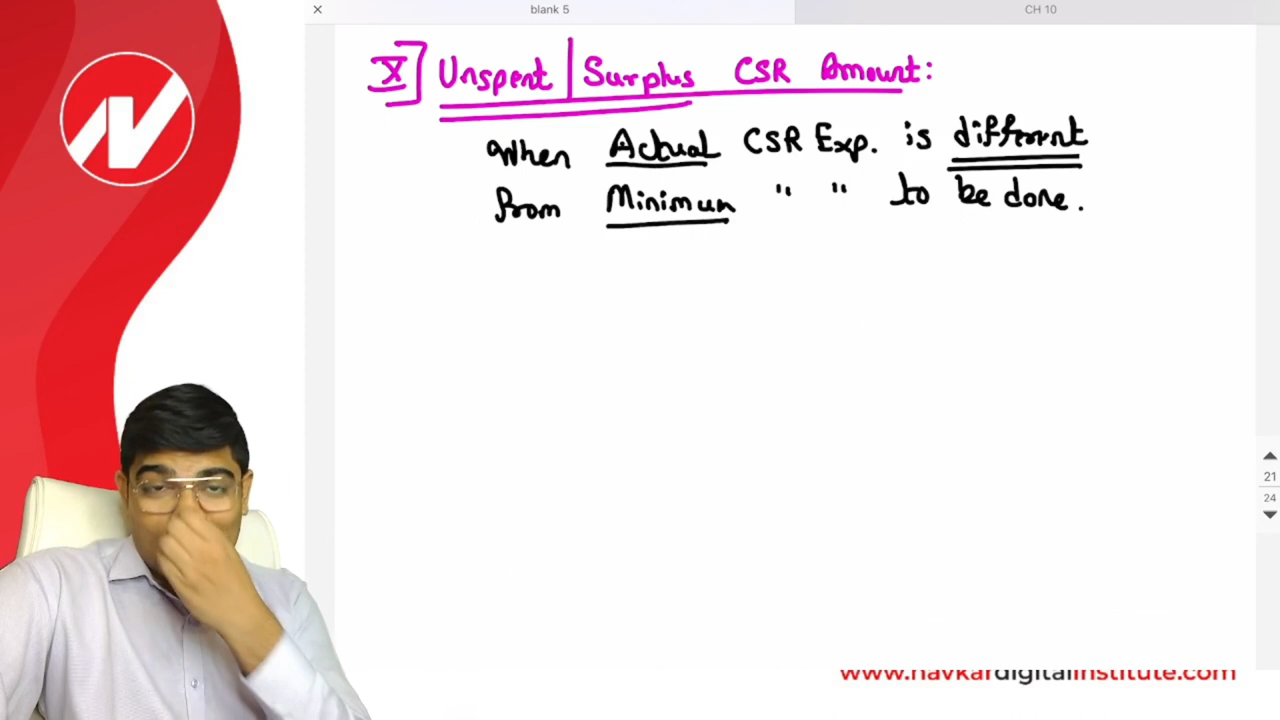 × blank 5 CH 10
X] Unspent | Surplus CSR Amount:
When Actual CSR Exp. is different
from Minimum " " to be done.
21
24
www.navkardigitalinstitute.com